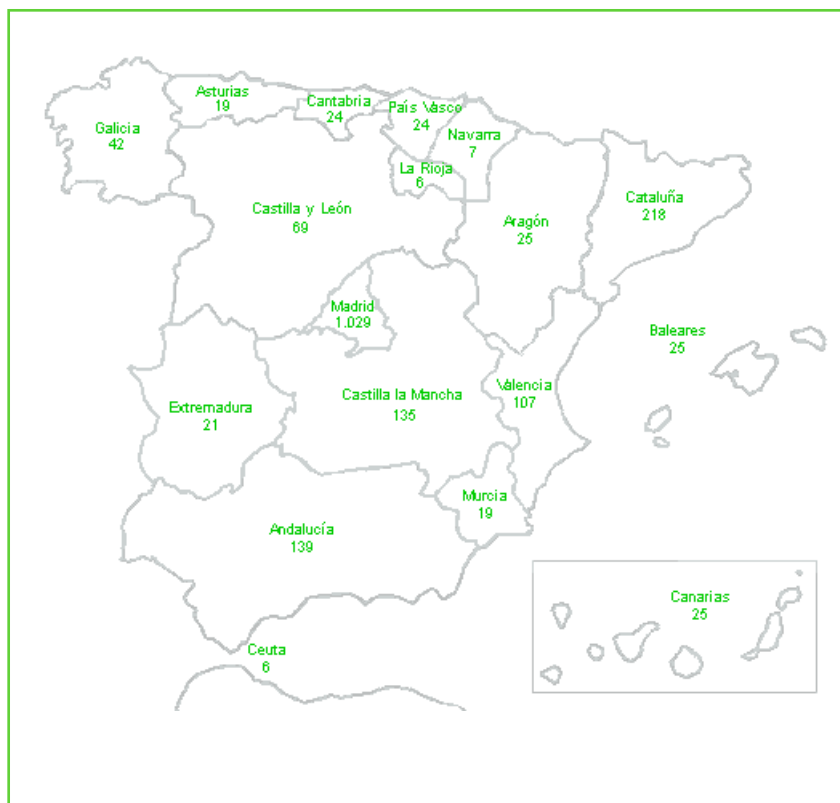 Asturias
19
Cantabria
24
País Vasco
24
Galicia
42
Navarra
7
La Rioja
6
Castilla y León
69
Aragón
25
Cataluña
218
Madrid
1.029
Baleares
25
Extremadura
21
Castilla la Mancha
135
Valencia
107
Murcia
19
Andalucía
139
Canarias
25
Ceuta
6